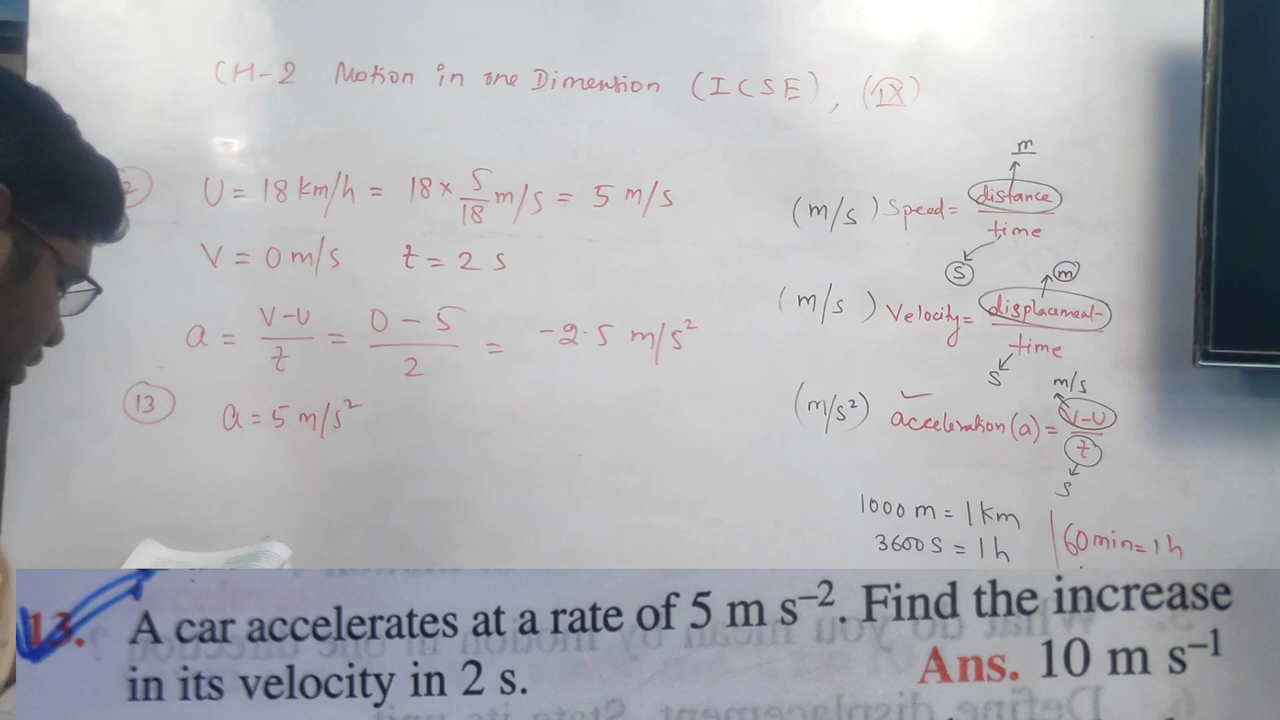 CH-2 Motion in one Dimension (ICSE), (IX)
2) U = 18 km/h = 18 × 5/18 m/s = 5 m/s
V = 0 m/s t = 2 s
a = V-U/t = 0 - 5/2 = -2.5 m/s²
13 a = 5 m/s²
m
(m/s) Speed = distance/time
s
m
(m/s) Velocity = displacement/time
s
m/s
(m/s²) acceleration (a) = V-U/t
s
1000 m = 1 km
3600 s = 1 h | 60 min = 1 h
13. A car accelerates at a rate of 5 m s⁻². Find the increase
in its velocity in 2 s. Ans. 10 m s⁻¹